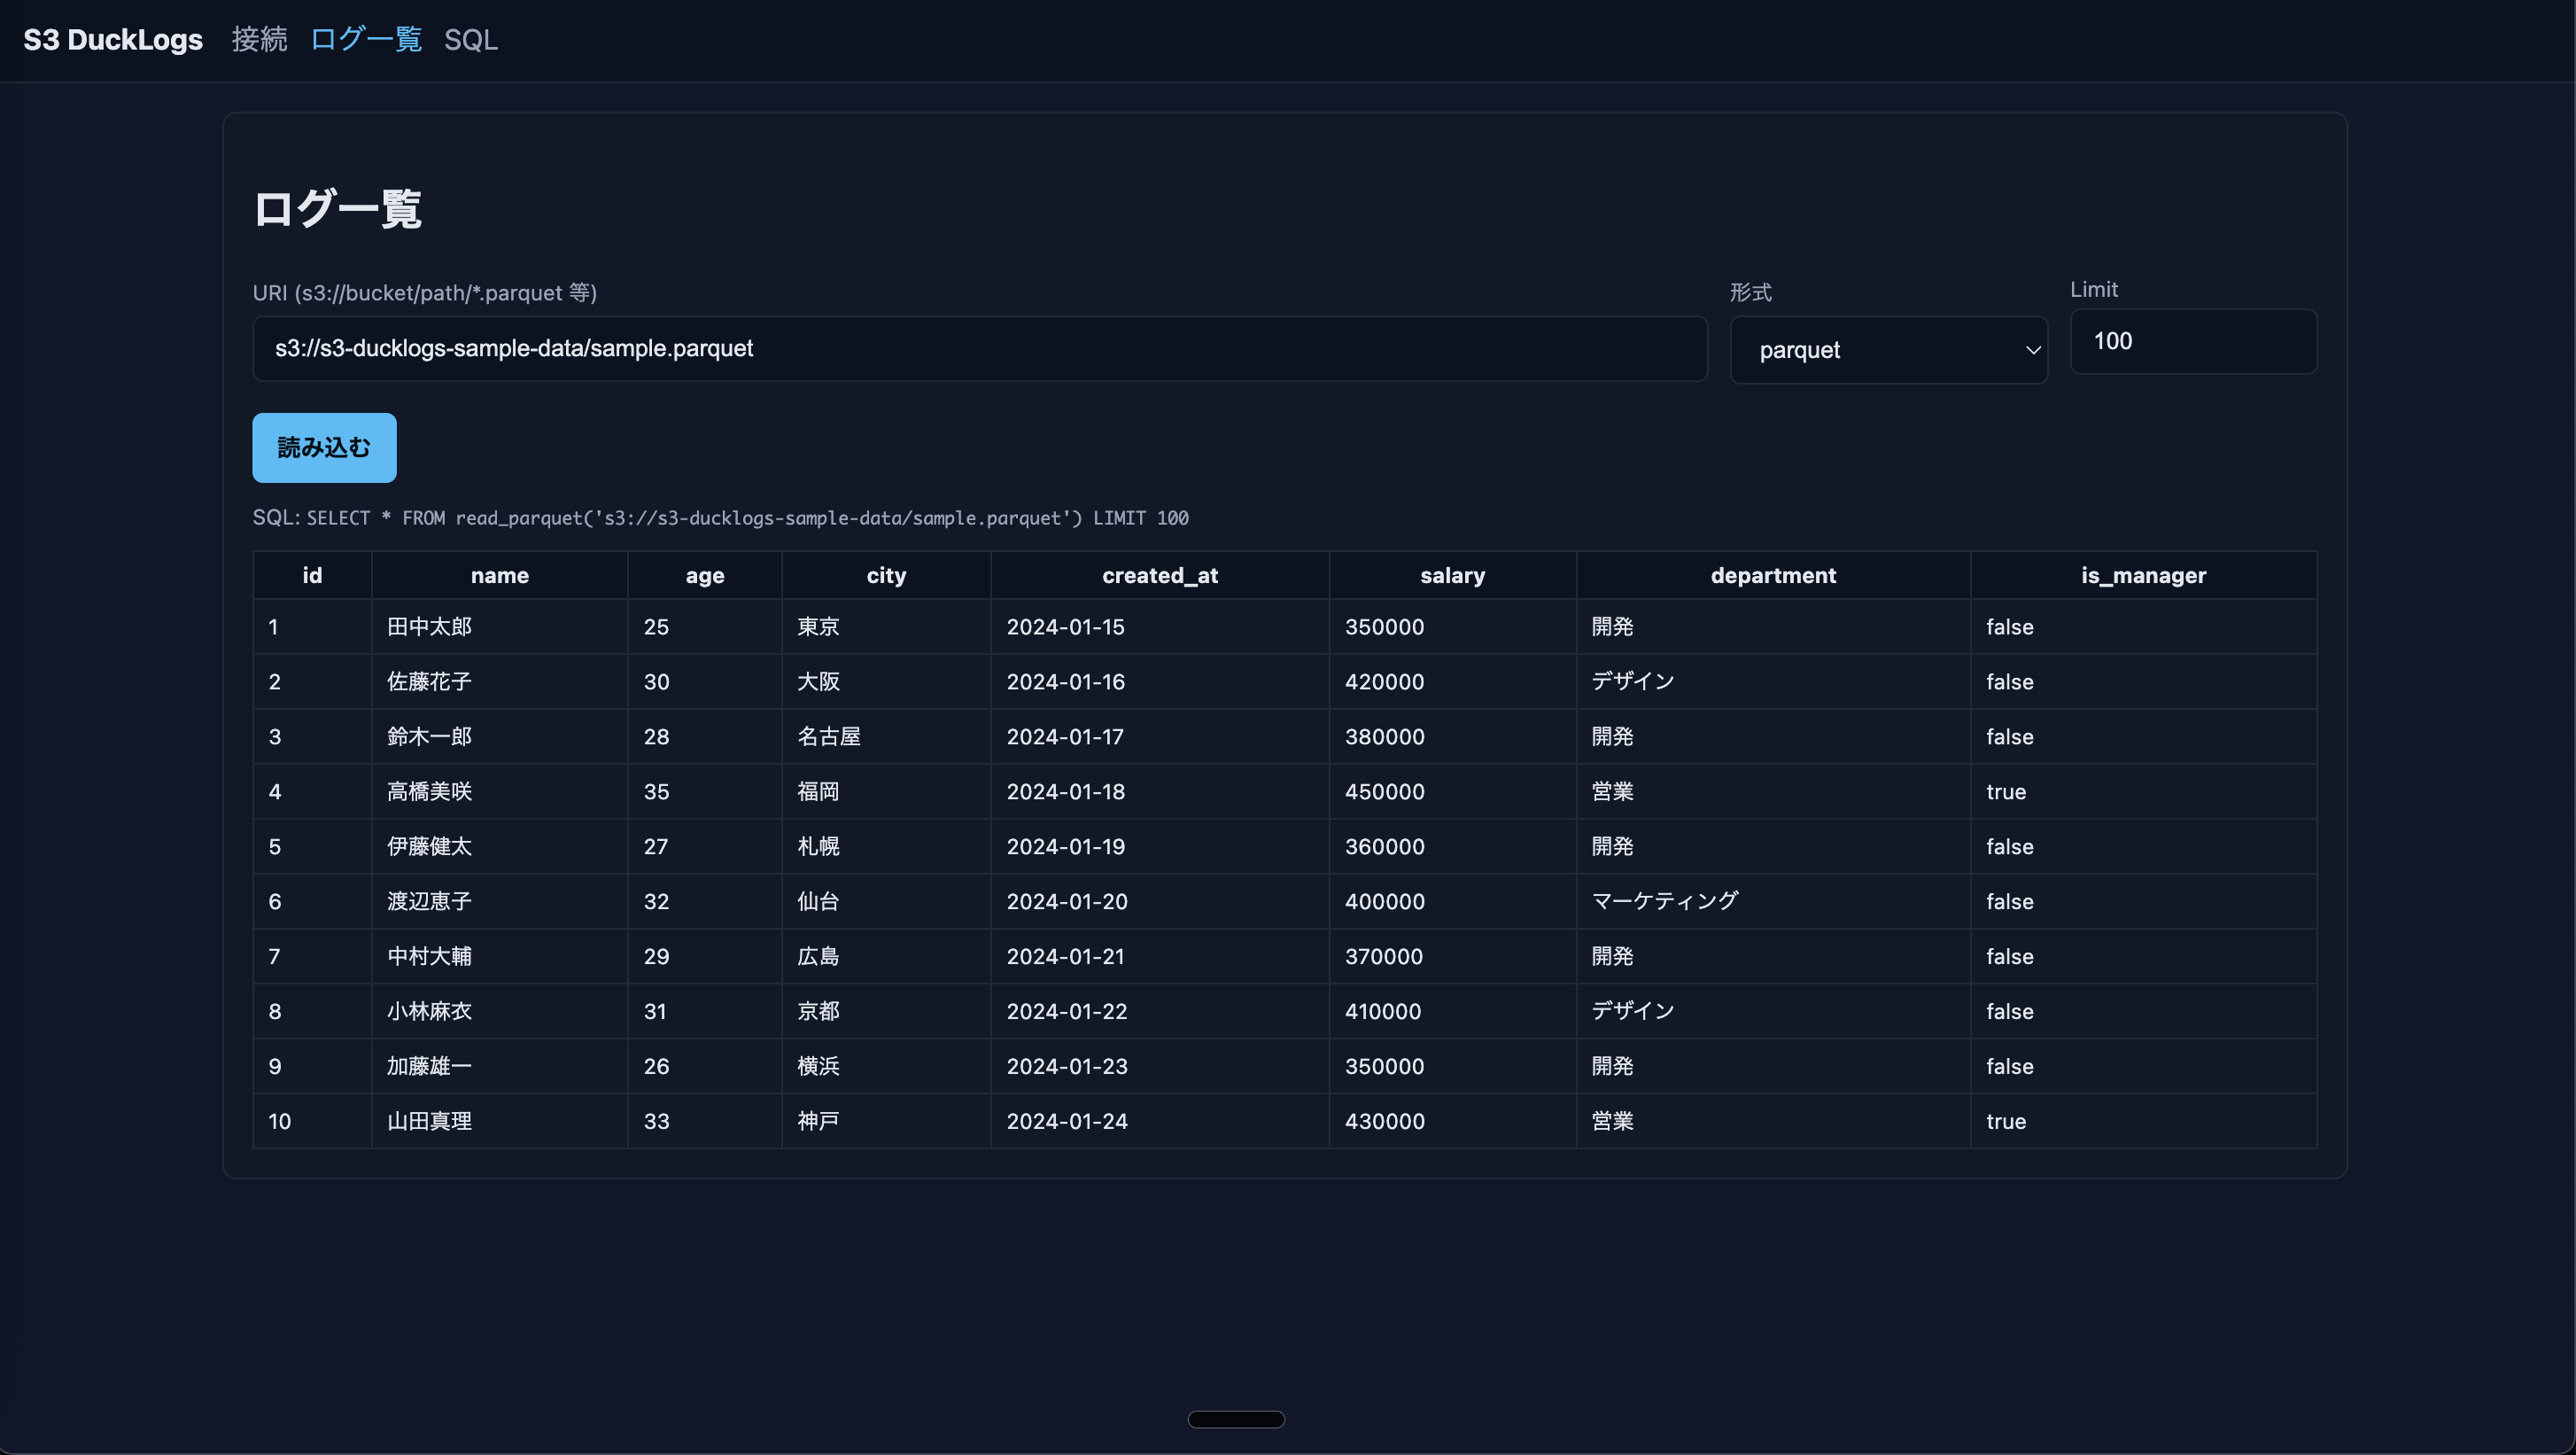 S3 DuckLogs 接続 ログ一覧 SQL
ログ一覧
URI (s3://bucket/path/*.parquet 等) 形式 Limit
s3://s3-ducklogs-sample-data/sample.parquet parquet 100
読み込む
SQL: SELECT * FROM read_parquet('s3://s3-ducklogs-sample-data/sample.parquet') LIMIT 100
id name age city created_at salary department is_manager
1 田中太郎 25 東京 2024-01-15 350000 開発 false
2 佐藤花子 30 大阪 2024-01-16 420000 デザイン false
3 鈴木一郎 28 名古屋 2024-01-17 380000 開発 false
4 高橋美咲 35 福岡 2024-01-18 450000 営業 true
5 伊藤健太 27 札幌 2024-01-19 360000 開発 false
6 渡辺恵子 32 仙台 2024-01-20 400000 マーケティング false
7 中村大輔 29 広島 2024-01-21 370000 開発 false
8 小林麻衣 31 京都 2024-01-22 410000 デザイン false
9 加藤雄一 26 横浜 2024-01-23 350000 開発 false
10 山田真理 33 神戸 2024-01-24 430000 営業 true